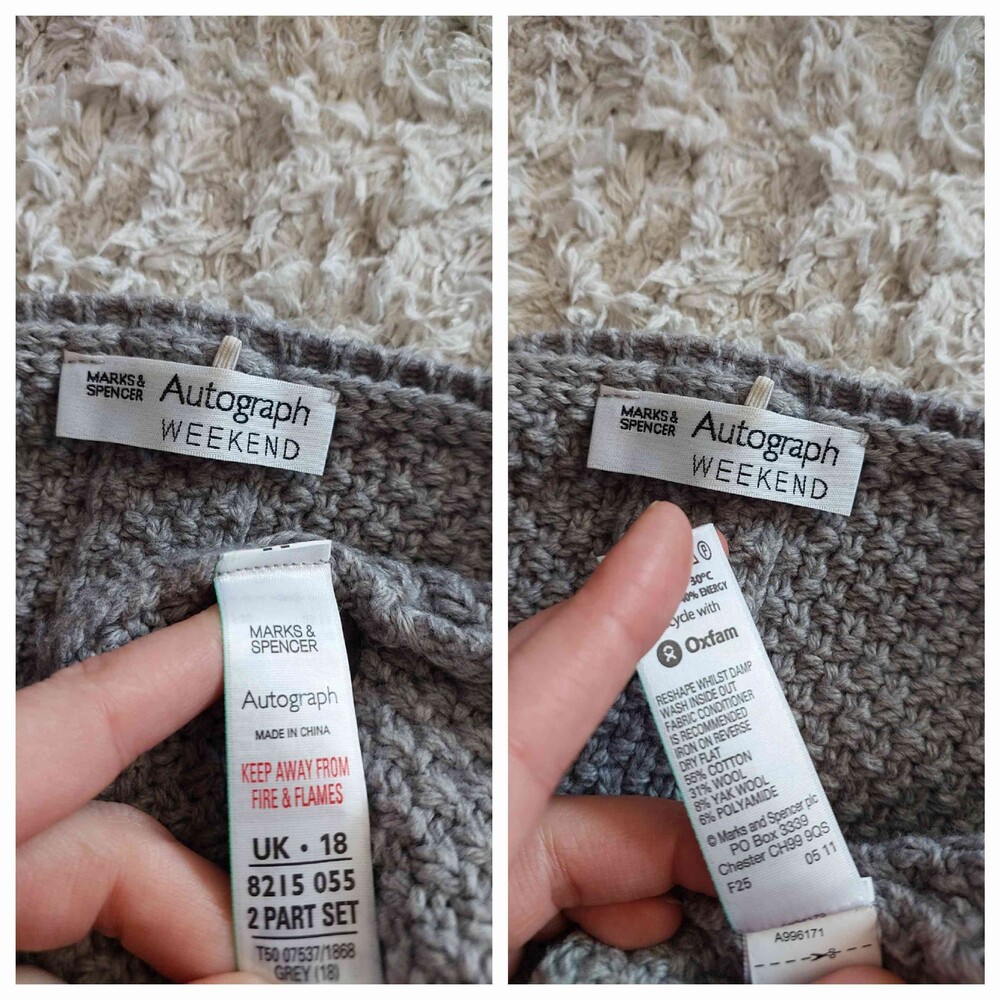 MARKS &
SPENCER
Autograph
WEEKEND
MARKS &
SPENCER
Autograph
MADE IN CHINA
KEEP AWAY FROM
FIRE & FLAMES
UK • 18
8215 055
2 PART SET
T50 07537/1868
GREY (18)
MARKS &
SPENCER
Autograph
WEEKEND
P
30°C
0% ENERGY
cycle with
Oxfam
RESHAPE WHILST DAMP
WASH INSIDE OUT
FABRIC CONDITIONER
IS RECOMMENDED
IRON ON REVERSE
DRY FLAT
55% COTTON
31% WOOL
8% YAK WOOL
6% POLYAMIDE
© Marks and Spencer plc
PO Box 3339
Chester CH99 9QS
05 11
F25
A996171